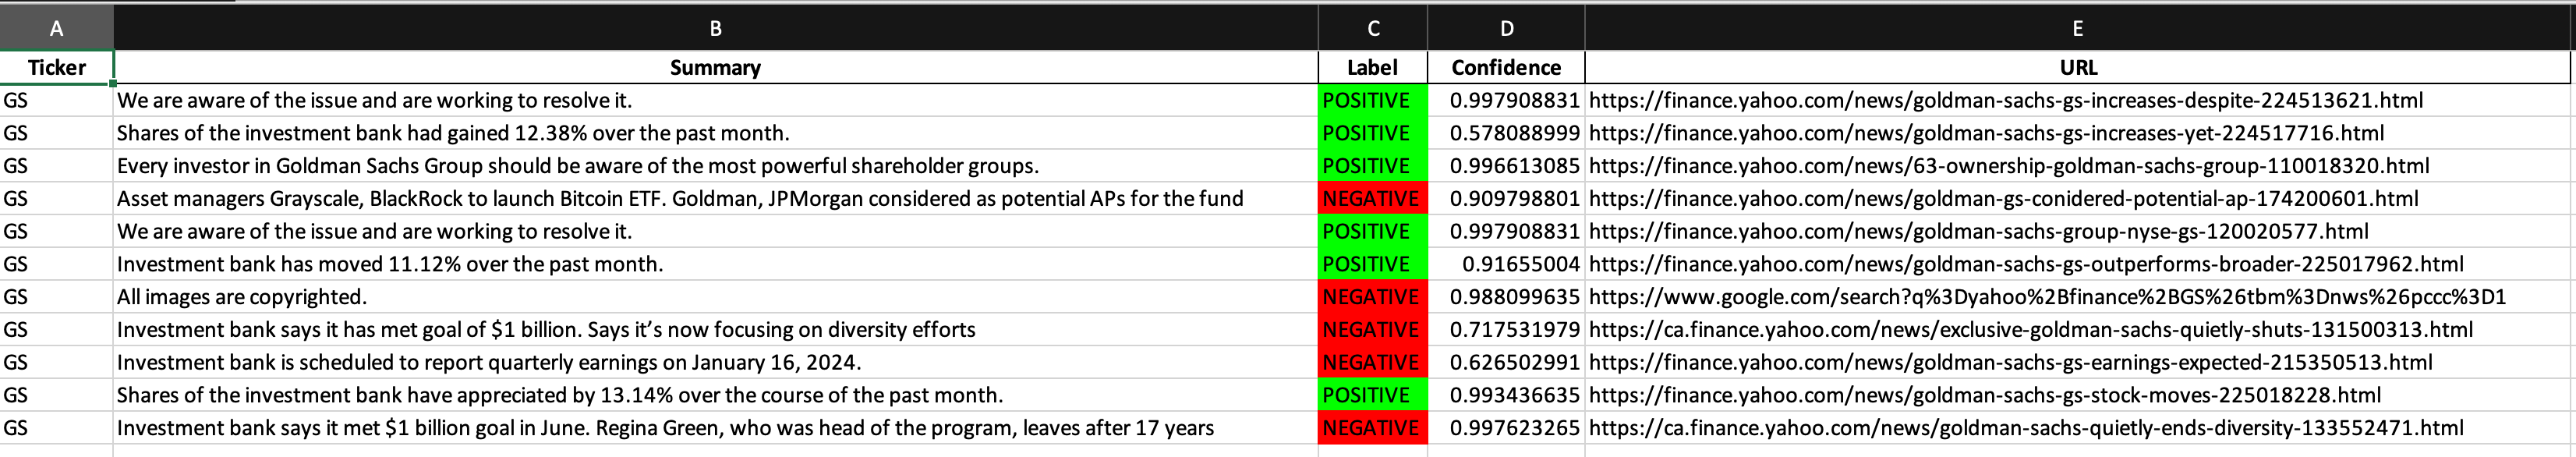 A B C D E
Ticker Summary Label Confidence URL
GS We are aware of the issue and are working to resolve it. POSITIVE 0.997908831 https://finance.yahoo.com/news/goldman-sachs-gs-increases-despite-224513621.html
GS Shares of the investment bank had gained 12.38% over the past month. POSITIVE 0.578088999 https://finance.yahoo.com/news/goldman-sachs-gs-increases-yet-224517716.html
GS Every investor in Goldman Sachs Group should be aware of the most powerful shareholder groups. POSITIVE 0.996613085 https://finance.yahoo.com/news/63-ownership-goldman-sachs-group-110018320.html
GS Asset managers Grayscale, BlackRock to launch Bitcoin ETF. Goldman, JPMorgan considered as potential APs for the fund NEGATIVE 0.909798801 https://finance.yahoo.com/news/goldman-gs-conidered-potential-ap-174200601.html
GS We are aware of the issue and are working to resolve it. POSITIVE 0.997908831 https://finance.yahoo.com/news/goldman-sachs-group-nyse-gs-120020577.html
GS Investment bank has moved 11.12% over the past month. POSITIVE 0.91655004 https://finance.yahoo.com/news/goldman-sachs-gs-outperforms-broader-225017962.html
GS All images are copyrighted. NEGATIVE 0.988099635 https://www.google.com/search?q%3Dyahoo%2Bfinance%2BGS%26tbm%3Dnws%26pccc%3D1
GS Investment bank says it has met goal of $1 billion. Says it’s now focusing on diversity efforts NEGATIVE 0.717531979 https://ca.finance.yahoo.com/news/exclusive-goldman-sachs-quietly-shuts-131500313.html
GS Investment bank is scheduled to report quarterly earnings on January 16, 2024. NEGATIVE 0.626502991 https://finance.yahoo.com/news/goldman-sachs-gs-earnings-expected-215350513.html
GS Shares of the investment bank have appreciated by 13.14% over the course of the past month. POSITIVE 0.993436635 https://finance.yahoo.com/news/goldman-sachs-gs-stock-moves-225018228.html
GS Investment bank says it met $1 billion goal in June. Regina Green, who was head of the program, leaves after 17 years NEGATIVE 0.997623265 https://ca.finance.yahoo.com/news/goldman-sachs-quietly-ends-diversity-133552471.html